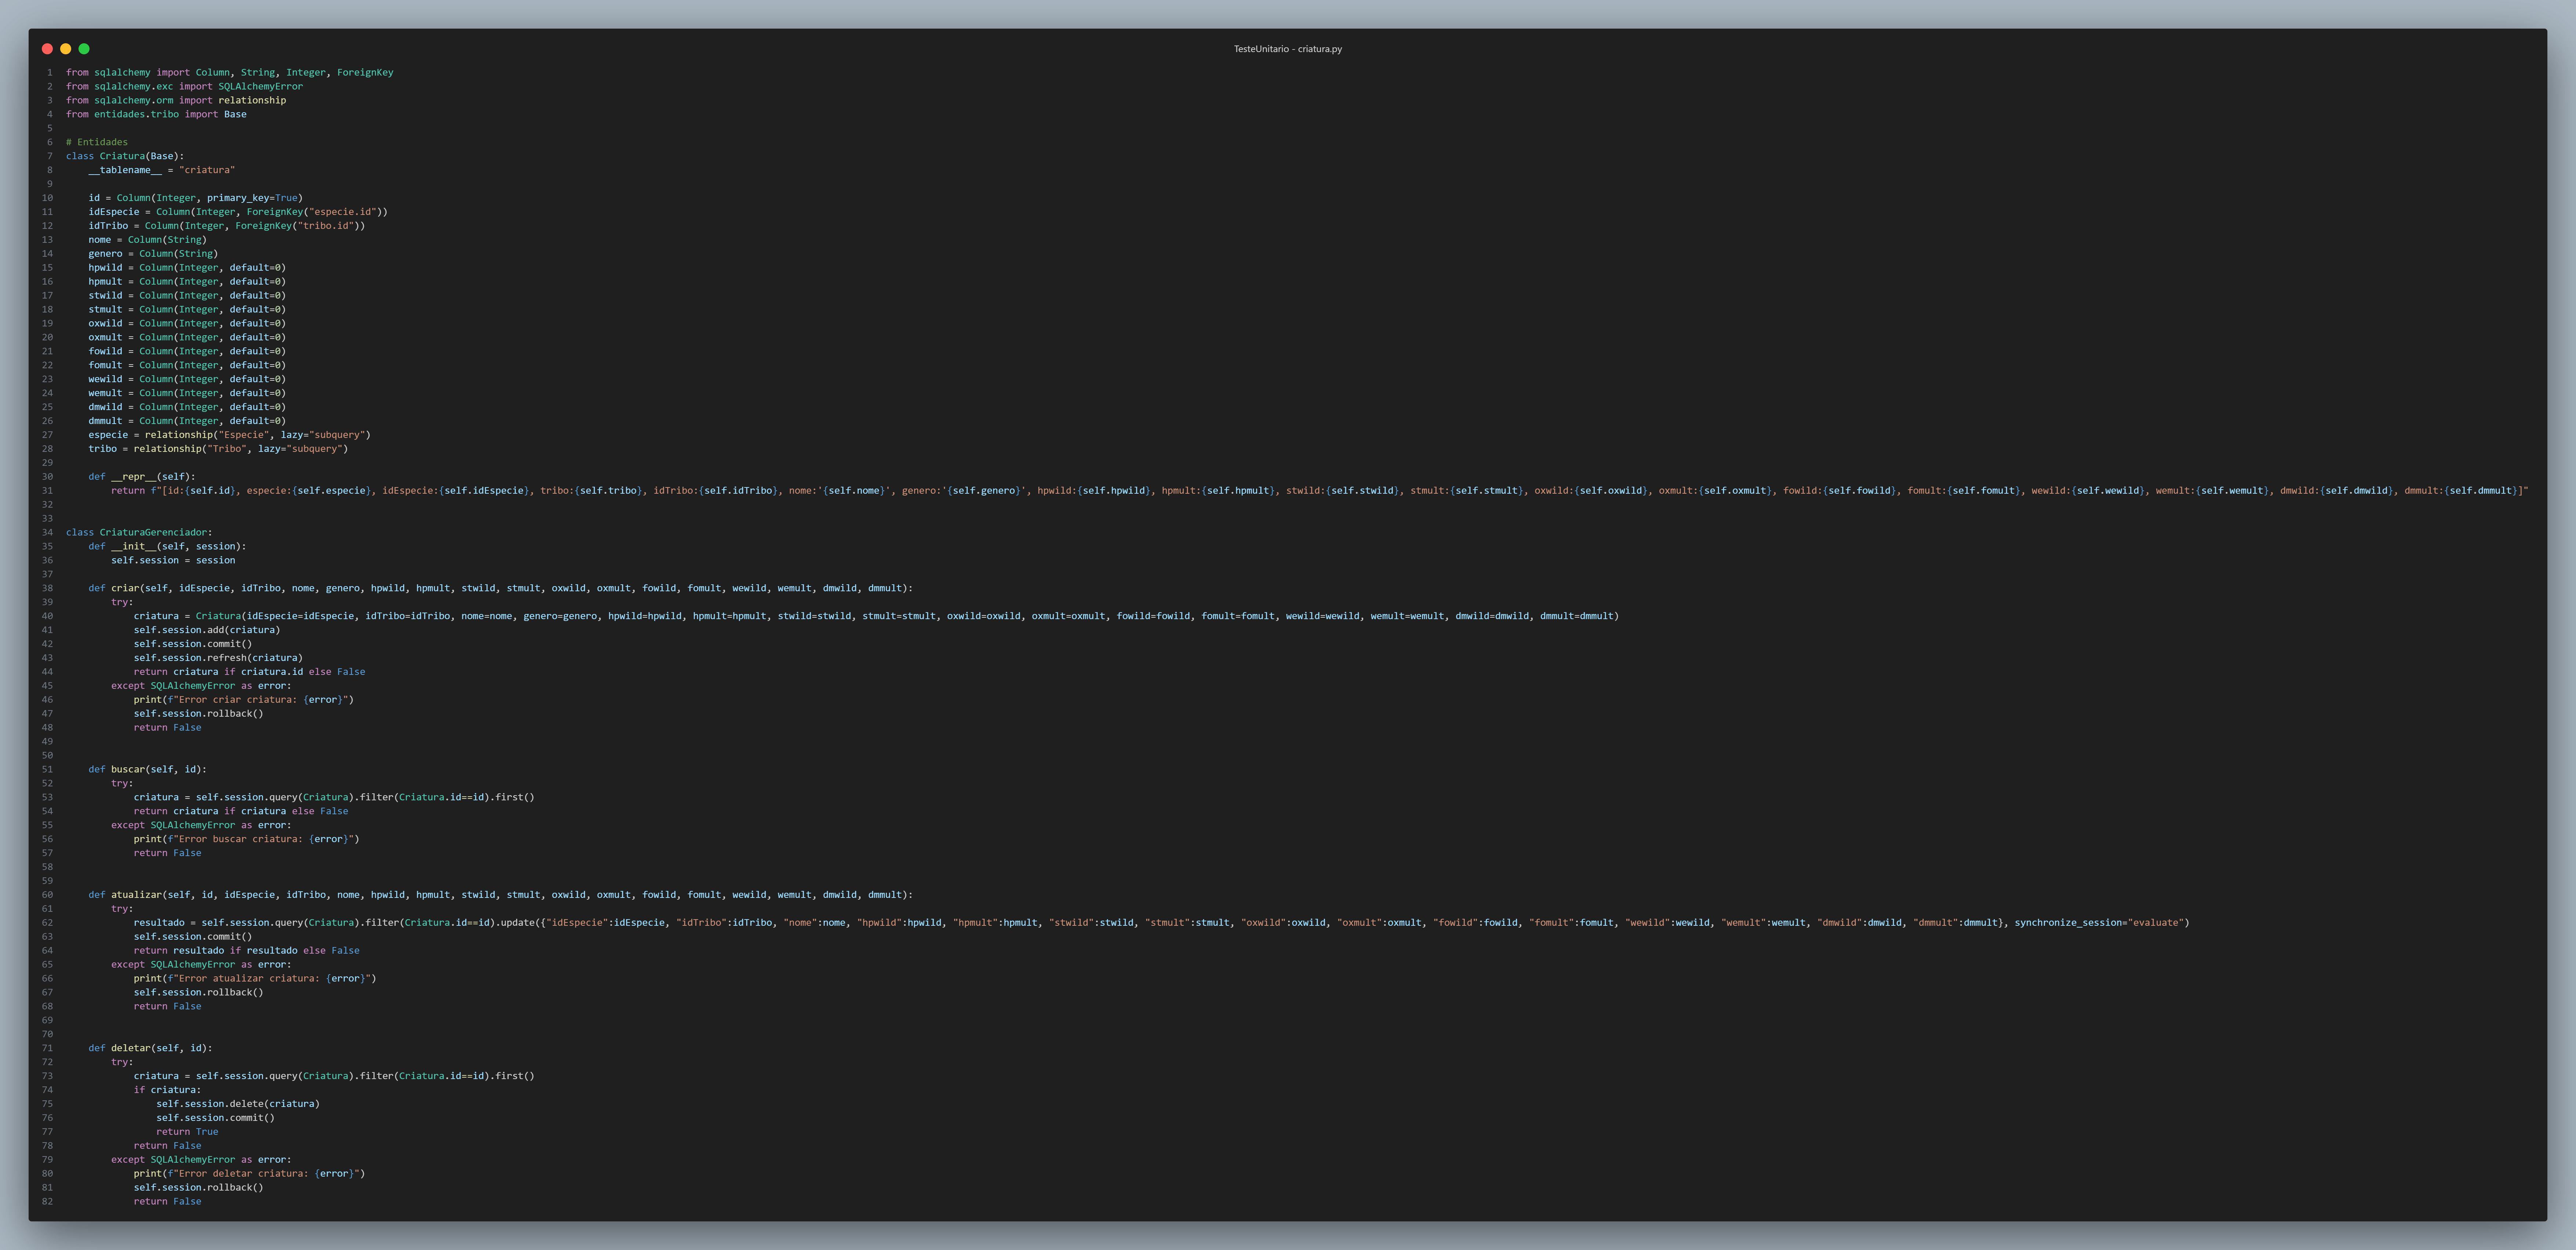 TesteUnitario - criatura.py
1 from sqlalchemy import Column, String, Integer, ForeignKey
2 from sqlalchemy.exc import SQLAlchemyError
3 from sqlalchemy.orm import relationship
4 from entidades.tribo import Base
5
6 # Entidades
7 class Criatura(Base):
8     __tablename__ = "criatura"
9
10     id = Column(Integer, primary_key=True)
11     idEspecie = Column(Integer, ForeignKey("especie.id"))
12     idTribo = Column(Integer, ForeignKey("tribo.id"))
13     nome = Column(String)
14     genero = Column(String)
15     hpwild = Column(Integer, default=0)
16     hpmult = Column(Integer, default=0)
17     stwild = Column(Integer, default=0)
18     stmult = Column(Integer, default=0)
19     oxwild = Column(Integer, default=0)
20     oxmult = Column(Integer, default=0)
21     fowild = Column(Integer, default=0)
22     fomult = Column(Integer, default=0)
23     wewild = Column(Integer, default=0)
24     wemult = Column(Integer, default=0)
25     dmwild = Column(Integer, default=0)
26     dmmult = Column(Integer, default=0)
27     especie = relationship("Especie", lazy="subquery")
28     tribo = relationship("Tribo", lazy="subquery")
29
30     def __repr__(self):
31         return f"[id:{self.id}, especie:{self.especie}, idEspecie:{self.idEspecie}, tribo:{self.tribo}, idTribo:{self.idTribo}, nome:'{self.nome}', genero:'{self.genero}', hpwild:{self.hpwild}, hpmult:{self.hpmult}, stwild:{self.stwild}, stmult:{self.stmult}, oxwild:{self.oxwild}, oxmult:{self.oxmult}, fowild:{self.fowild}, fomult:{self.fomult}, wewild:{self.wewild}, wemult:{self.wemult}, dmwild:{self.dmwild}, dmmult:{self.dmmult}]"
32
33
34 class CriaturaGerenciador:
35     def __init__(self, session):
36         self.session = session
37
38     def criar(self, idEspecie, idTribo, nome, genero, hpwild, hpmult, stwild, stmult, oxwild, oxmult, fowild, fomult, wewild, wemult, dmwild, dmmult):
39         try:
40             criatura = Criatura(idEspecie=idEspecie, idTribo=idTribo, nome=nome, genero=genero, hpwild=hpwild, hpmult=hpmult, stwild=stwild, stmult=stmult, oxwild=oxwild, oxmult=oxmult, fowild=fowild, fomult=fomult, wewild=wewild, wemult=wemult, dmwild=dmwild, dmmult=dmmult)
41             self.session.add(criatura)
42             self.session.commit()
43             self.session.refresh(criatura)
44             return criatura if criatura.id else False
45         except SQLAlchemyError as error:
46             print(f"Error criar criatura: {error}")
47             self.session.rollback()
48             return False
49
50
51     def buscar(self, id):
52         try:
53             criatura = self.session.query(Criatura).filter(Criatura.id==id).first()
54             return criatura if criatura else False
55         except SQLAlchemyError as error:
56             print(f"Error buscar criatura: {error}")
57             return False
58
59
60     def atualizar(self, id, idEspecie, idTribo, nome, hpwild, hpmult, stwild, stmult, oxwild, oxmult, fowild, fomult, wewild, wemult, dmwild, dmmult):
61         try:
62             resultado = self.session.query(Criatura).filter(Criatura.id==id).update({"idEspecie":idEspecie, "idTribo":idTribo, "nome":nome, "hpwild":hpwild, "hpmult":hpmult, "stwild":stwild, "stmult":stmult, "oxwild":oxwild, "oxmult":oxmult, "fowild":fowild, "fomult":fomult, "wewild":wewild, "wemult":wemult, "dmwild":dmwild, "dmmult":dmmult}, synchronize_session="evaluate")
63             self.session.commit()
64             return resultado if resultado else False
65         except SQLAlchemyError as error:
66             print(f"Error atualizar criatura: {error}")
67             self.session.rollback()
68             return False
69
70
71     def deletar(self, id):
72         try:
73             criatura = self.session.query(Criatura).filter(Criatura.id==id).first()
74             if criatura:
75                 self.session.delete(criatura)
76                 self.session.commit()
77                 return True
78             return False
79         except SQLAlchemyError as error:
80             print(f"Error deletar criatura: {error}")
81             self.session.rollback()
82             return False